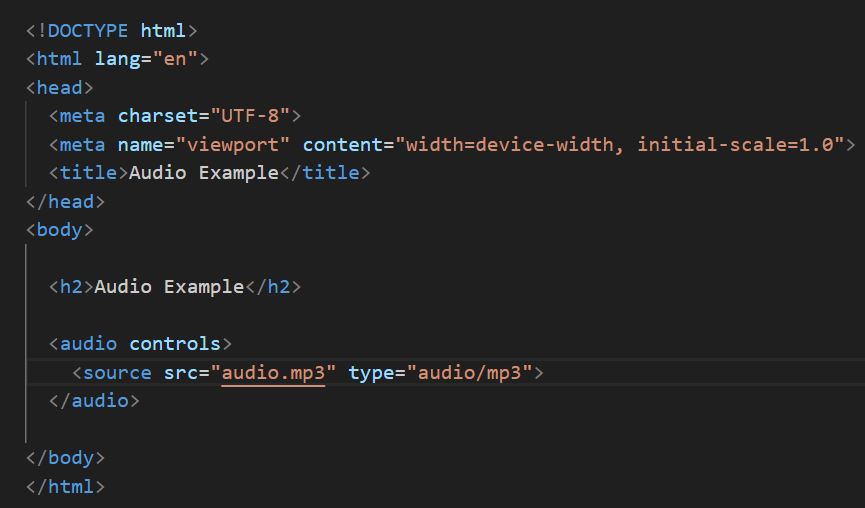 <!DOCTYPE html>
<html lang="en">
<head>
<meta charset="UTF-8">
<meta name="viewport" content="width=device-width, initial-scale=1.0">
<title>Audio Example</title>
</head>
<body>
<h2>Audio Example</h2>
<audio controls>
<source src="audio.mp3" type="audio/mp3">
</audio>
</body>
</html>